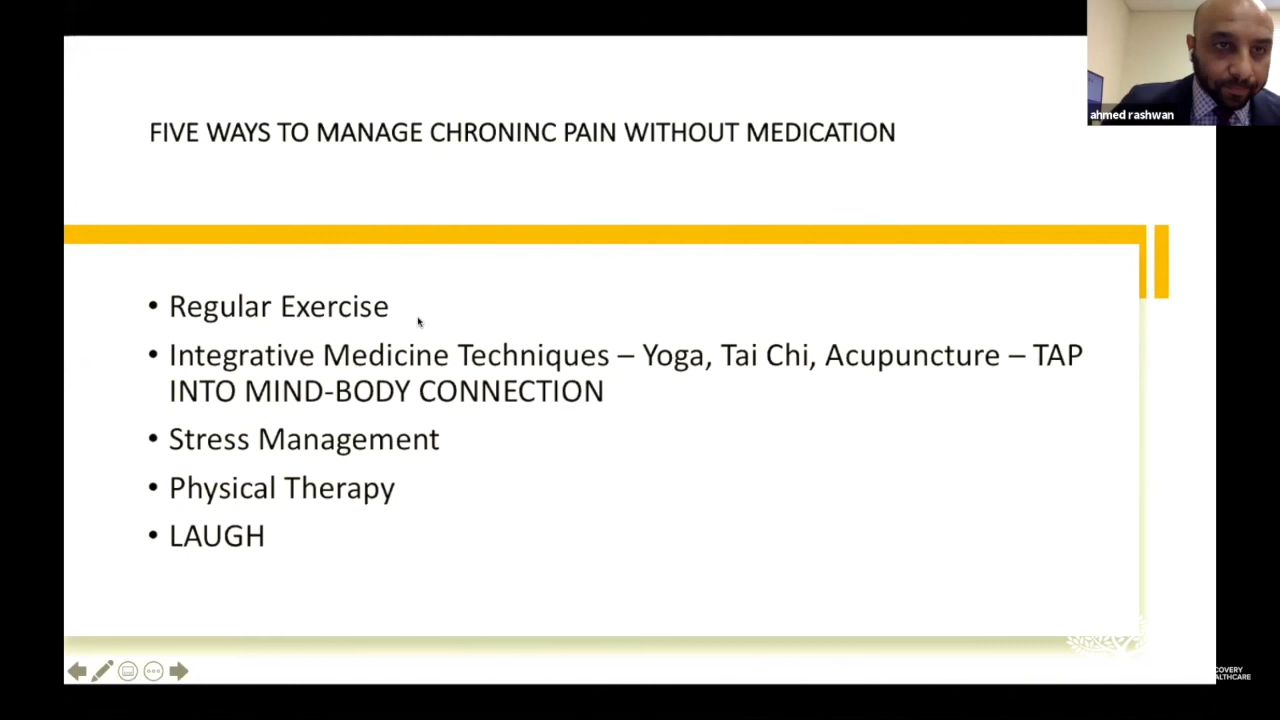 ahmed rashwan
FIVE WAYS TO MANAGE CHRONINC PAIN WITHOUT MEDICATION
• Regular Exercise
• Integrative Medicine Techniques – Yoga, Tai Chi, Acupuncture – TAP
INTO MIND-BODY CONNECTION
• Stress Management
• Physical Therapy
• LAUGH
COVERY
ALTHCARE